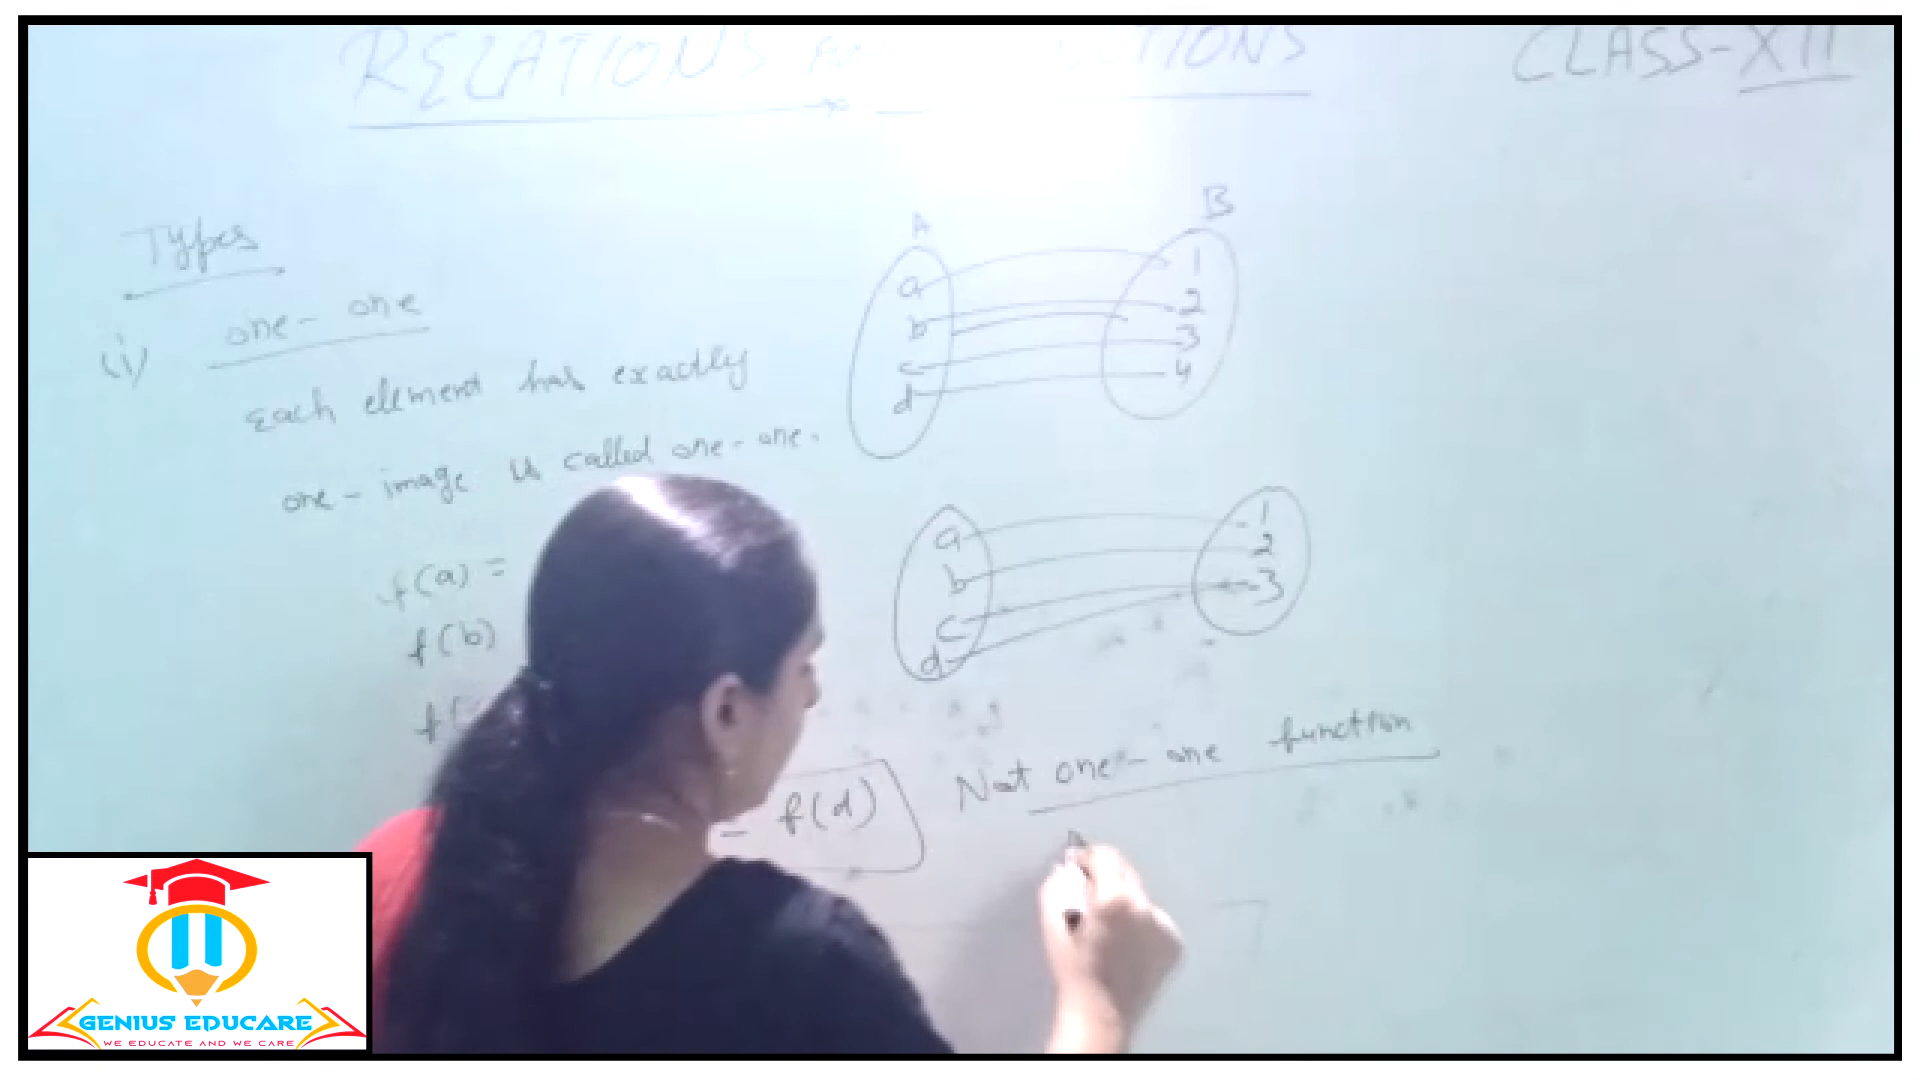 RELATIONS
CTIONS
CLASS-XII
Types
(i) one - one
Each element has exactly
one - image is called one - one.
f(a) =
f(b)
f(
- f(d)
A
B
a
b
c
d
1
2
3
4
a
b
c
d
1
2
3
Not one - one function
GENIUS EDUCARE
WE EDUCATE AND WE CARE